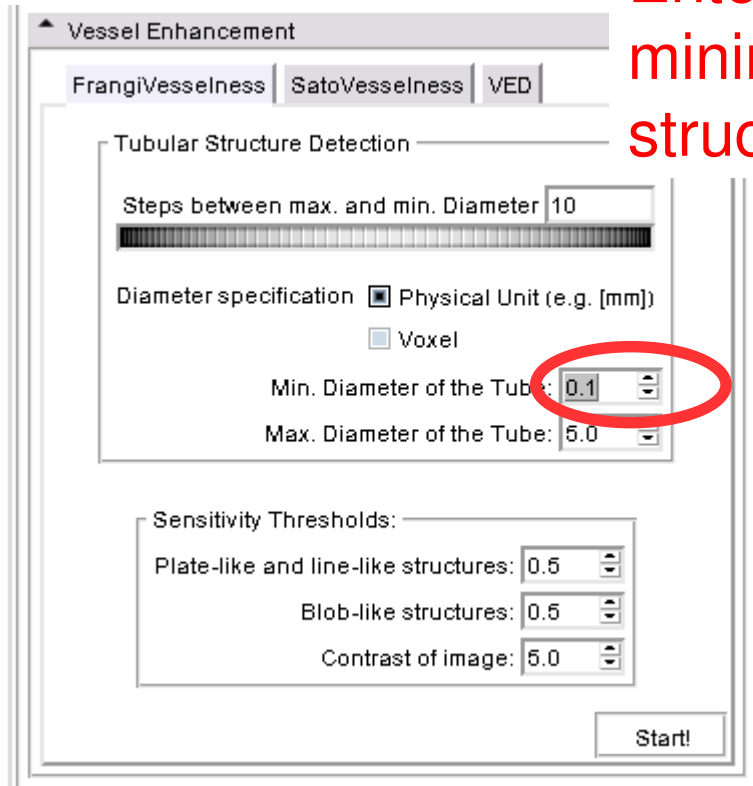 Vessel Enhancement
FrangiVesselness SatoVesselness VED
Tubular Structure Detection
Steps between max. and min. Diameter 10
Diameter specification Physical Unit (e.g. [mm])
Voxel
Min. Diameter of the Tube: 0.1
Max. Diameter of the Tube: 5.0
Sensitivity Thresholds:
Plate-like and line-like structures: 0.5
Blob-like structures: 0.5
Contrast of image: 5.0
Start!